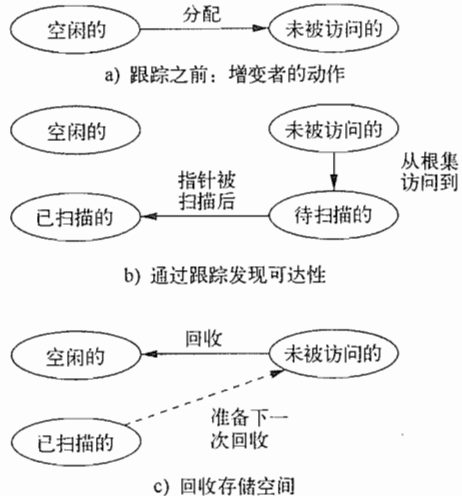 分配
空闲的
未被访问的
a) 跟踪之前：增变者的动作
空闲的
未被访问的
从根集
访问到
指针被
扫描后
已扫描的
待扫描的
b) 通过跟踪发现可达性
回收
空闲的
未被访问的
准备下一
次回收
已扫描的
c) 回收存储空间